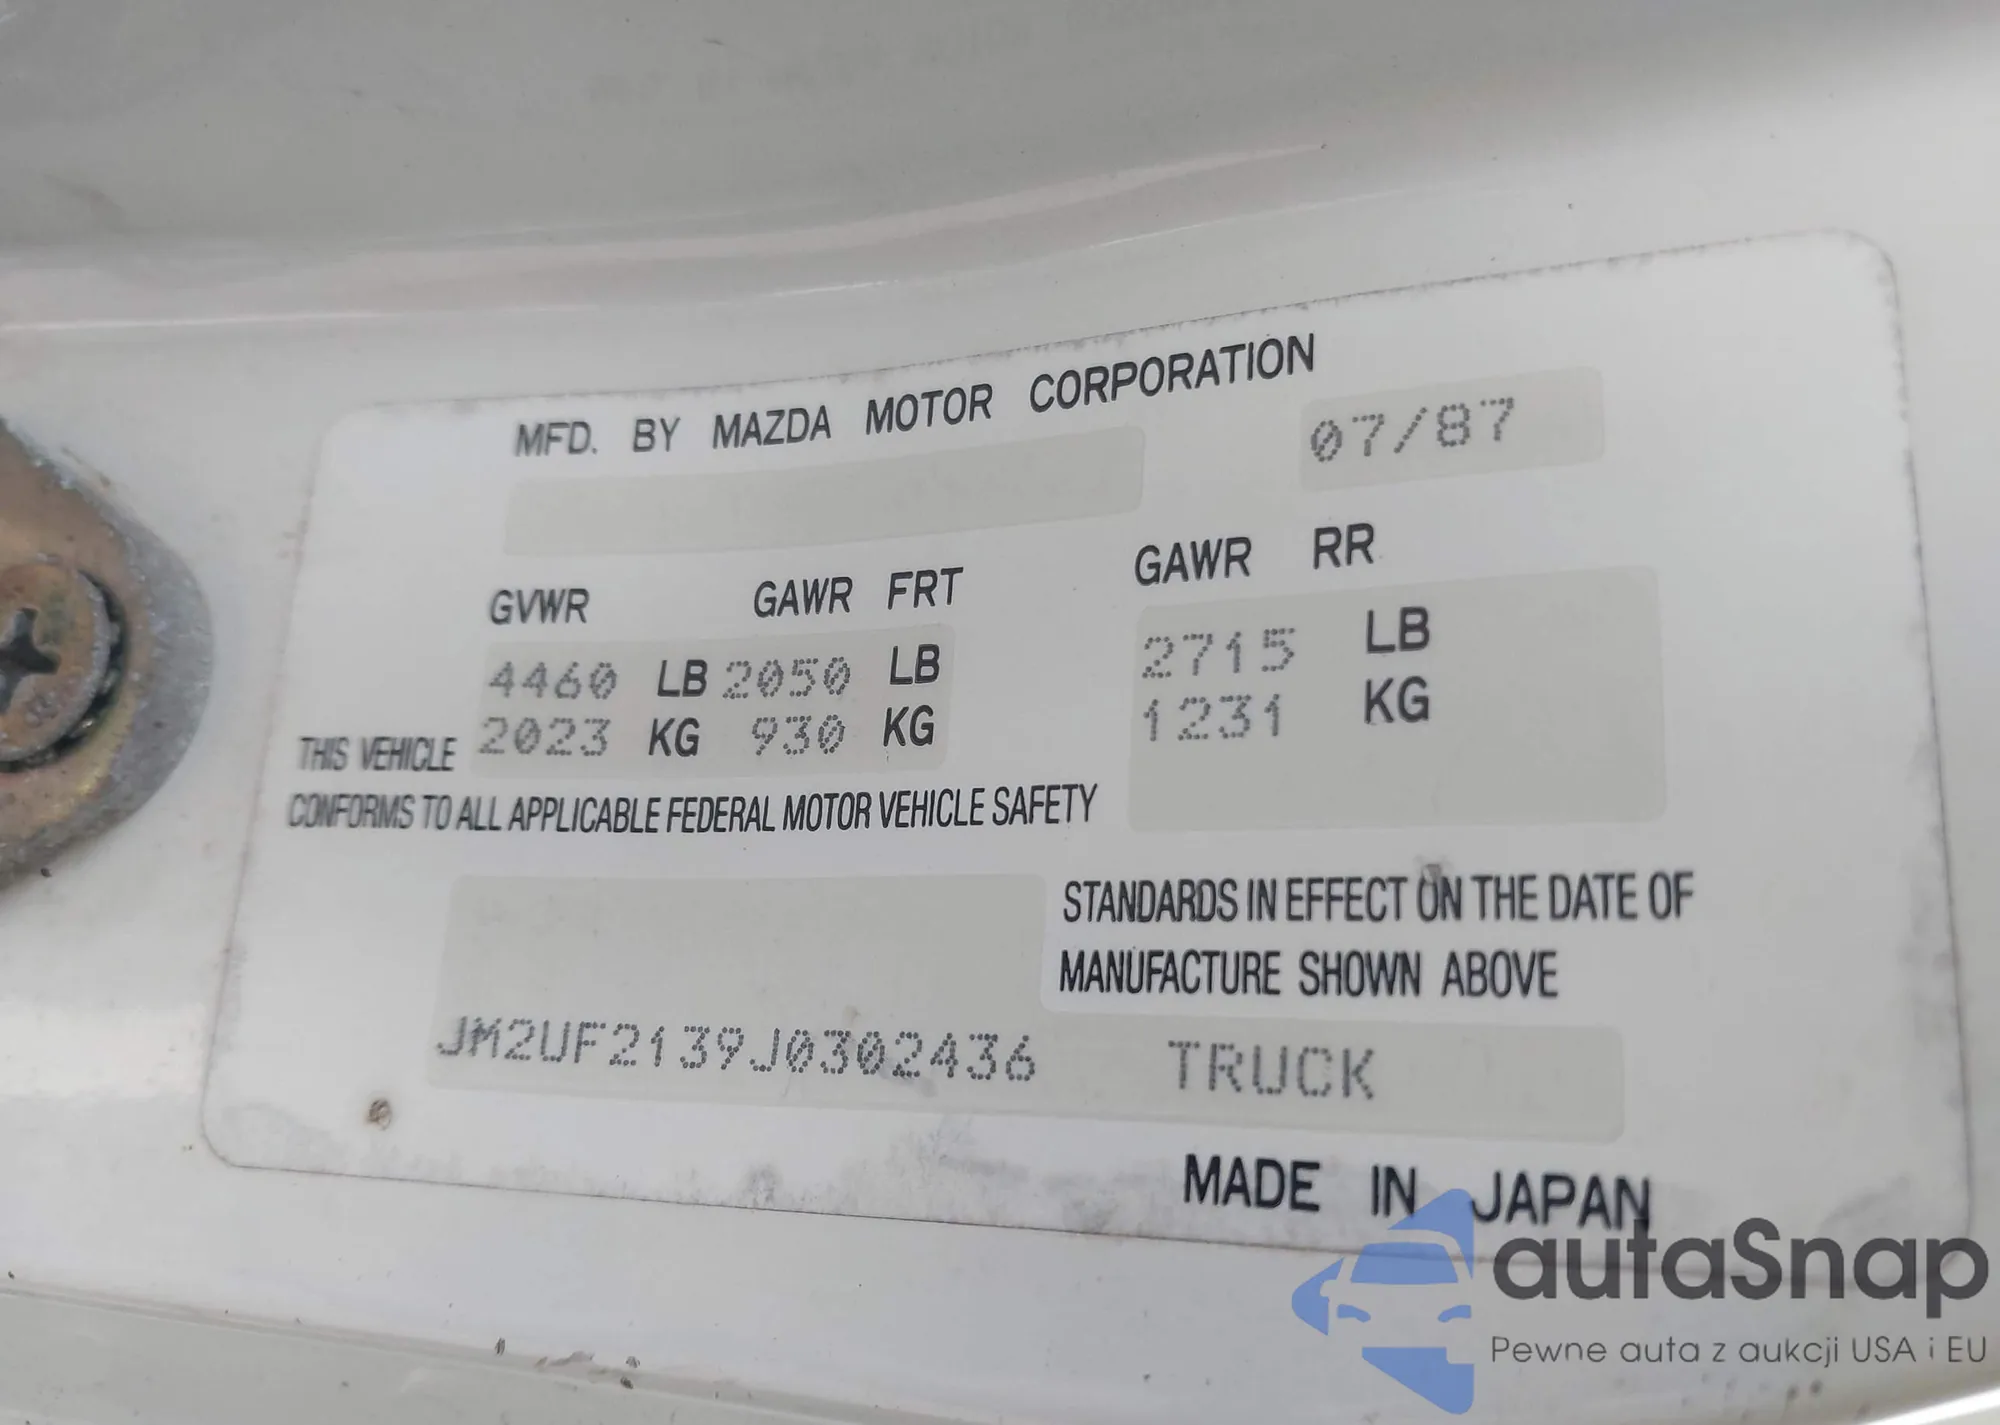 MFD. BY MAZDA MOTOR CORPORATION
07/87
GVWR GAWR FRT GAWR RR
4460 LB 2050 LB 2715 LB
2023 KG 930 KG 1231 KG
THIS VEHICLE
CONFORMS TO ALL APPLICABLE FEDERAL MOTOR VEHICLE SAFETY
STANDARDS IN EFFECT ON THE DATE OF
MANUFACTURE SHOWN ABOVE
JM2UF2139J0302436 TRUCK
MADE IN JAPAN
autaSnap
Pewne auta z aukcji USA i EU